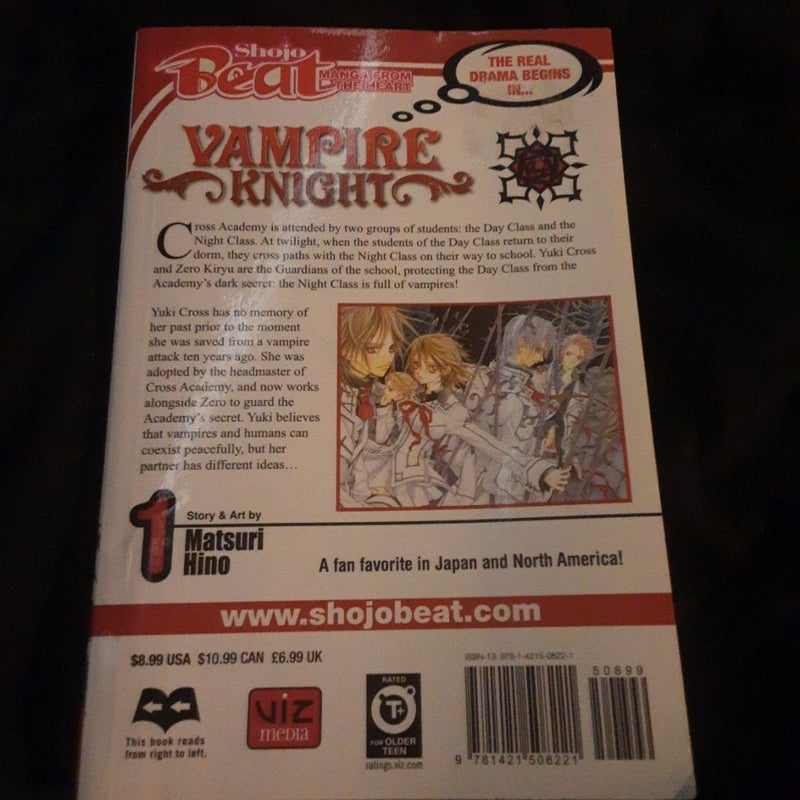 Shojo
Beat
MANGA FROM
THE HEART
THE REAL
DRAMA BEGINS
IN...
VAMPIRE
KNIGHT
Cross Academy is attended by two groups of students: the Day Class and the
Night Class. At twilight, when the students of the Day Class return to their
dorm, they cross paths with the Night Class on their way to school. Yuki Cross
and Zero Kiryu are the Guardians of the school, protecting the Day Class from the
Academy's dark secret: the Night Class is full of vampires!
Yuki Cross has no memory of
her past prior to the moment
she was saved from a vampire
attack ten years ago. She was
adopted by the headmaster of
Cross Academy, and now works
alongside Zero to guard the
Academy's secret. Yuki believes
that vampires and humans can
coexist peacefully, but her
partner has different ideas...
1
Story & Art by
Matsuri
Hino
A fan favorite in Japan and North America!
www.shojobeat.com
$8.99 USA $10.99 CAN £6.99 UK
This book reads
from right to left.
VIZ
MEDIA
RATED
T+
FOR OLDER
TEEN
ratings.viz.com
ISBN-13: 978-1-4215-0822-1
50899
9 781421 508221